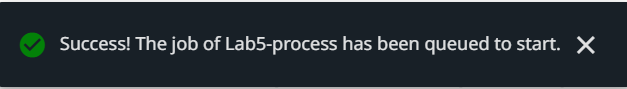 Success! The job of Lab5-process has been queued to start.